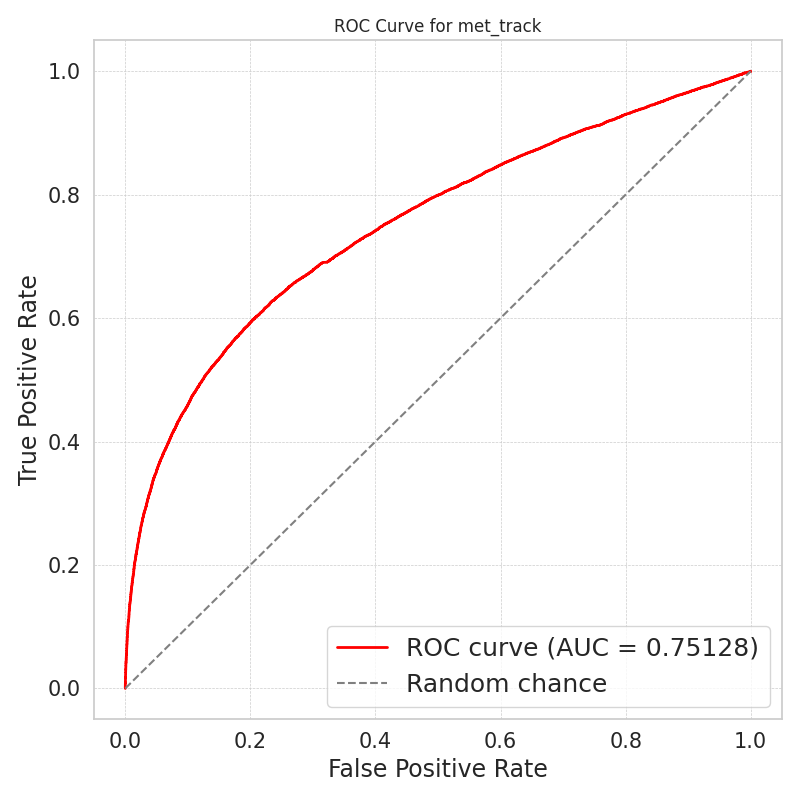 ROC Curve for met_track
1.0
0.8
0.6
0.4
0.2
0.0
True Positive Rate
ROC curve (AUC = 0.75128)
Random chance
0.0 0.2 0.4 0.6 0.8 1.0
False Positive Rate